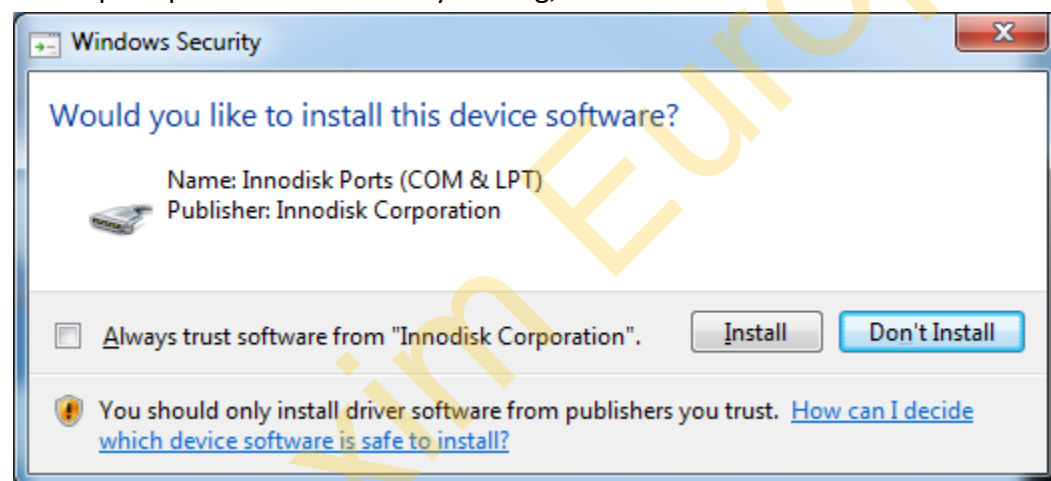 Windows Security
Would you like to install this device software?
Name: Innodisk Ports (COM & LPT)
Publisher: Innodisk Corporation
Always trust software from "Innodisk Corporation".
Install
Don't Install
You should only install driver software from publishers you trust. How can I decide
which device software is safe to install?